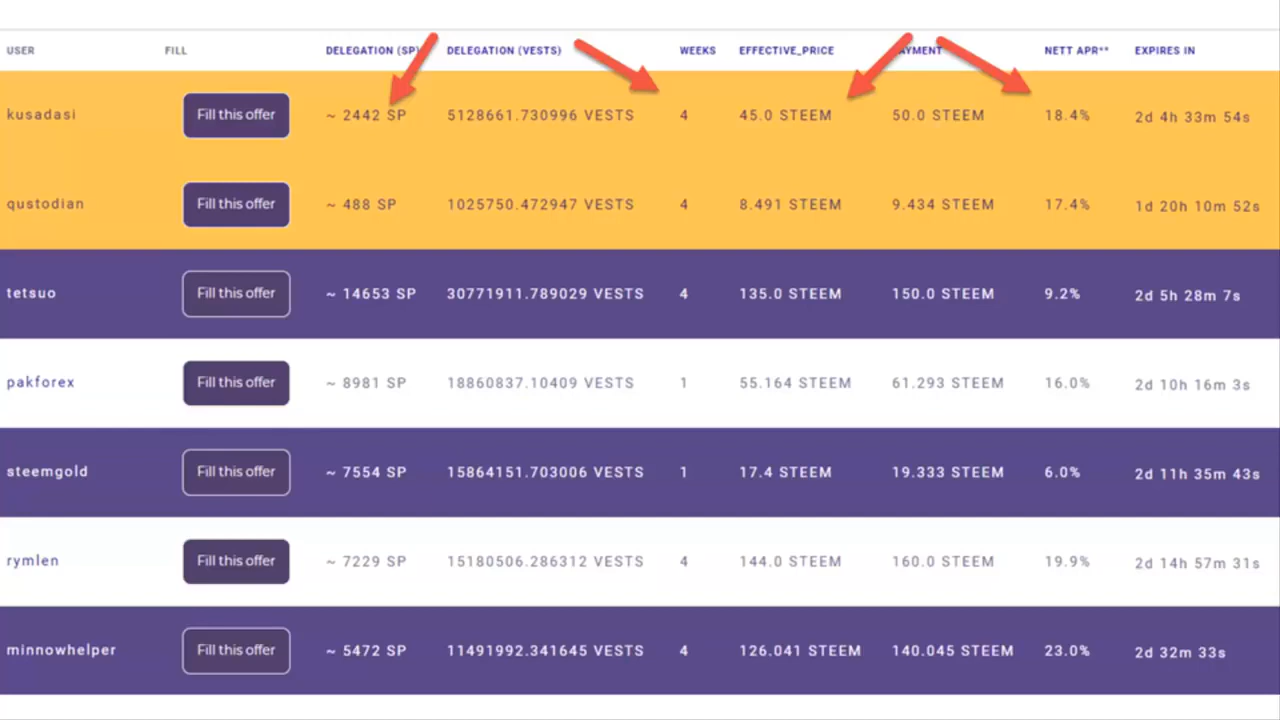 USER FILL DELEGATION (SP) DELEGATION (VESTS) WEEKS EFFECTIVE_PRICE AYMENT NETT APR** EXPIRES IN
kusadasi Fill this offer ~ 2442 SP 5128661.730996 VESTS 4 45.0 STEEM 50.0 STEEM 18.4% 2d 4h 33m 54s
qustodian Fill this offer ~ 488 SP 1025750.472947 VESTS 4 8.491 STEEM 9.434 STEEM 17.4% 1d 20h 10m 52s
tetsuo Fill this offer ~ 14653 SP 30771911.789029 VESTS 4 135.0 STEEM 150.0 STEEM 9.2% 2d 5h 28m 7s
pakforex Fill this offer ~ 8981 SP 18860837.10409 VESTS 1 55.164 STEEM 61.293 STEEM 16.0% 2d 10h 16m 3s
steemgold Fill this offer ~ 7554 SP 15864151.703006 VESTS 1 17.4 STEEM 19.333 STEEM 6.0% 2d 11h 35m 43s
rymlen Fill this offer ~ 7229 SP 15180506.286312 VESTS 4 144.0 STEEM 160.0 STEEM 19.9% 2d 14h 57m 31s
minnowhelper Fill this offer ~ 5472 SP 11491992.341645 VESTS 4 126.041 STEEM 140.045 STEEM 23.0% 2d 32m 33s